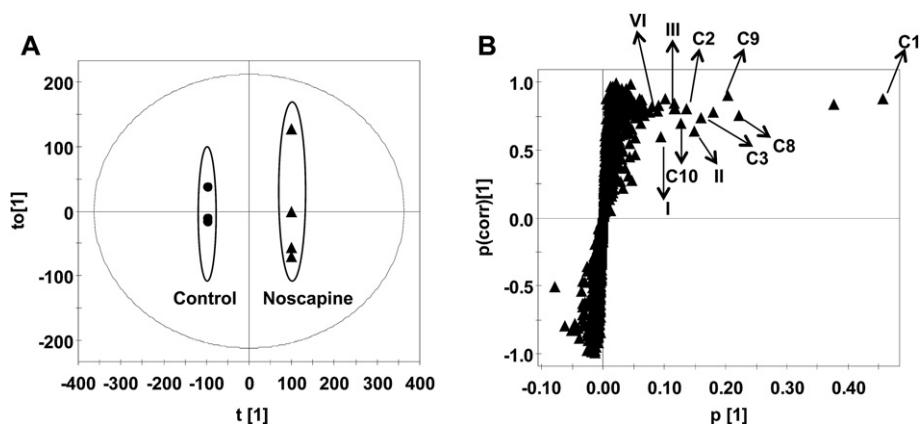 A
200
100
0
-100
-200
to[1]
Control
Noscapine
-400 -300 -200 -100 0 100 200 300 400
t [1]
B
VI
III
C2
C9
C1
1.0
0.5
0.0
-0.5
-1.0
p(corr)[1]
C8
C3
II
C10
I
-0.10 0.00 0.10 0.20 0.30 0.40
p [1]